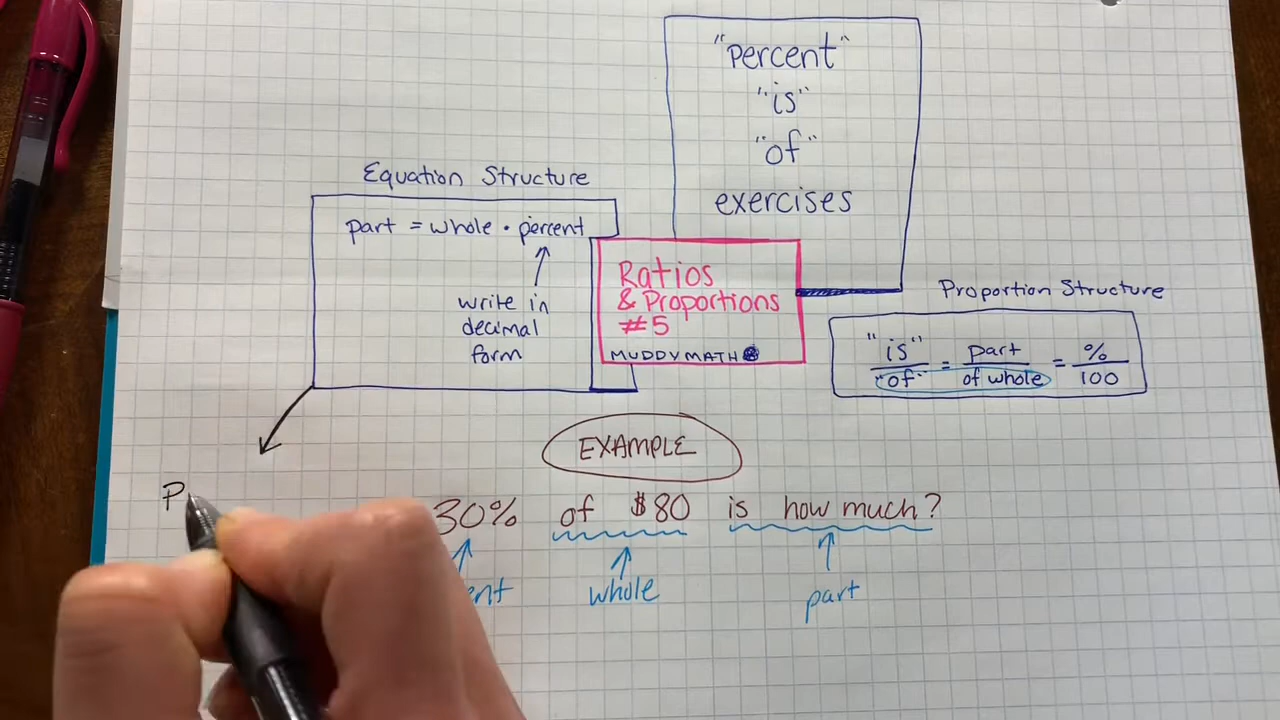 "percent"
"is"
"of"
exercises
Equation Structure
part = whole · percent
write in
decimal
form
Ratios
& Proportions
#5
MUDDYMATH
Proportion Structure
"is" / "of" = part / of whole = % / 100
EXAMPLE
30% of $80 is how much?
whole
part
P